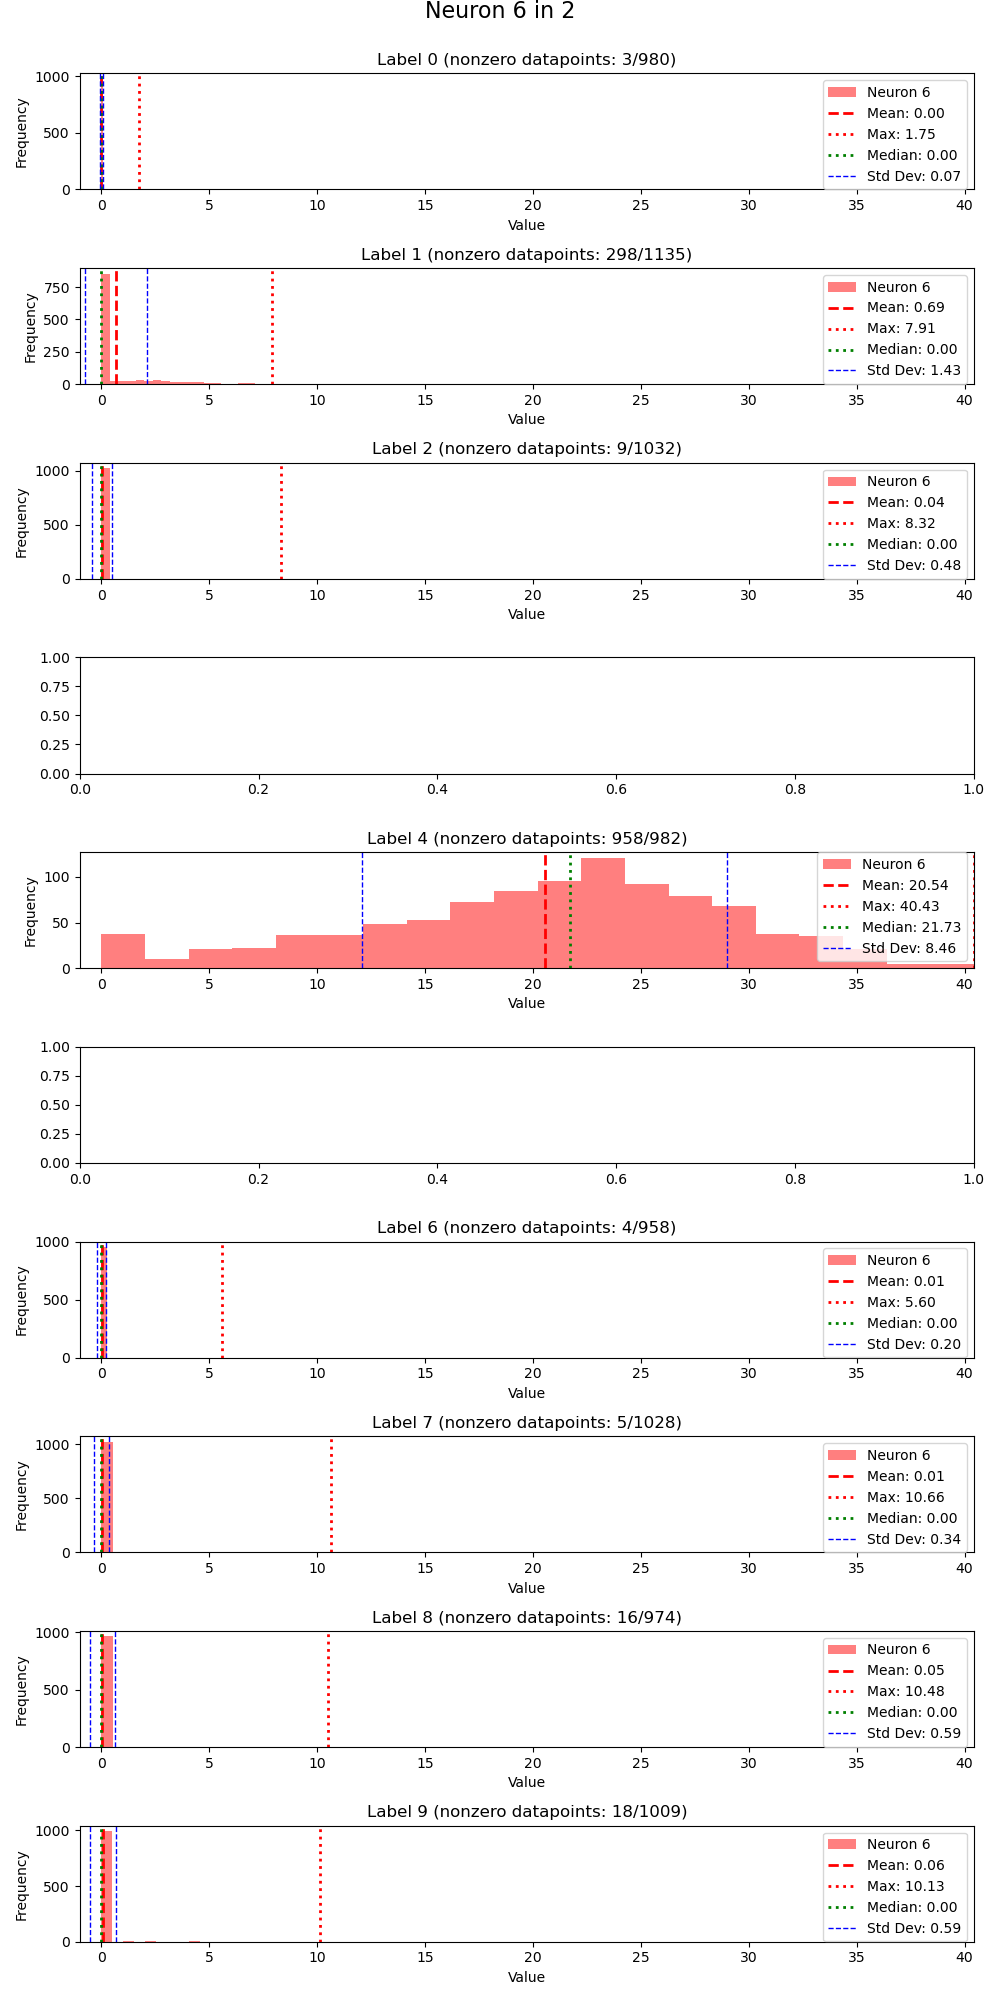 Neuron 6 in 2
Label 0 (nonzero datapoints: 3/980)
1000
500
0
Frequency
Neuron 6
Mean: 0.00
Max: 1.75
Median: 0.00
Std Dev: 0.07
0 5 10 15 20 25 30 35 40
Value
Label 1 (nonzero datapoints: 298/1135)
750
500
250
0
Frequency
Neuron 6
Mean: 0.69
Max: 7.91
Median: 0.00
Std Dev: 1.43
0 5 10 15 20 25 30 35 40
Value
Label 2 (nonzero datapoints: 9/1032)
1000
500
0
Frequency
Neuron 6
Mean: 0.04
Max: 8.32
Median: 0.00
Std Dev: 0.48
0 5 10 15 20 25 30 35 40
Value
1.00
0.75
0.50
0.25
0.00
0.0 0.2 0.4 0.6 0.8 1.0
Label 4 (nonzero datapoints: 958/982)
100
50
0
Frequency
Neuron 6
Mean: 20.54
Max: 40.43
Median: 21.73
Std Dev: 8.46
0 5 10 15 20 25 30 35 40
Value
1.00
0.75
0.50
0.25
0.00
0.0 0.2 0.4 0.6 0.8 1.0
Label 6 (nonzero datapoints: 4/958)
1000
500
0
Frequency
Neuron 6
Mean: 0.01
Max: 5.60
Median: 0.00
Std Dev: 0.20
0 5 10 15 20 25 30 35 40
Value
Label 7 (nonzero datapoints: 5/1028)
1000
500
0
Frequency
Neuron 6
Mean: 0.01
Max: 10.66
Median: 0.00
Std Dev: 0.34
0 5 10 15 20 25 30 35 40
Value
Label 8 (nonzero datapoints: 16/974)
1000
500
0
Frequency
Neuron 6
Mean: 0.05
Max: 10.48
Median: 0.00
Std Dev: 0.59
0 5 10 15 20 25 30 35 40
Value
Label 9 (nonzero datapoints: 18/1009)
1000
500
0
Frequency
Neuron 6
Mean: 0.06
Max: 10.13
Median: 0.00
Std Dev: 0.59
0 5 10 15 20 25 30 35 40
Value